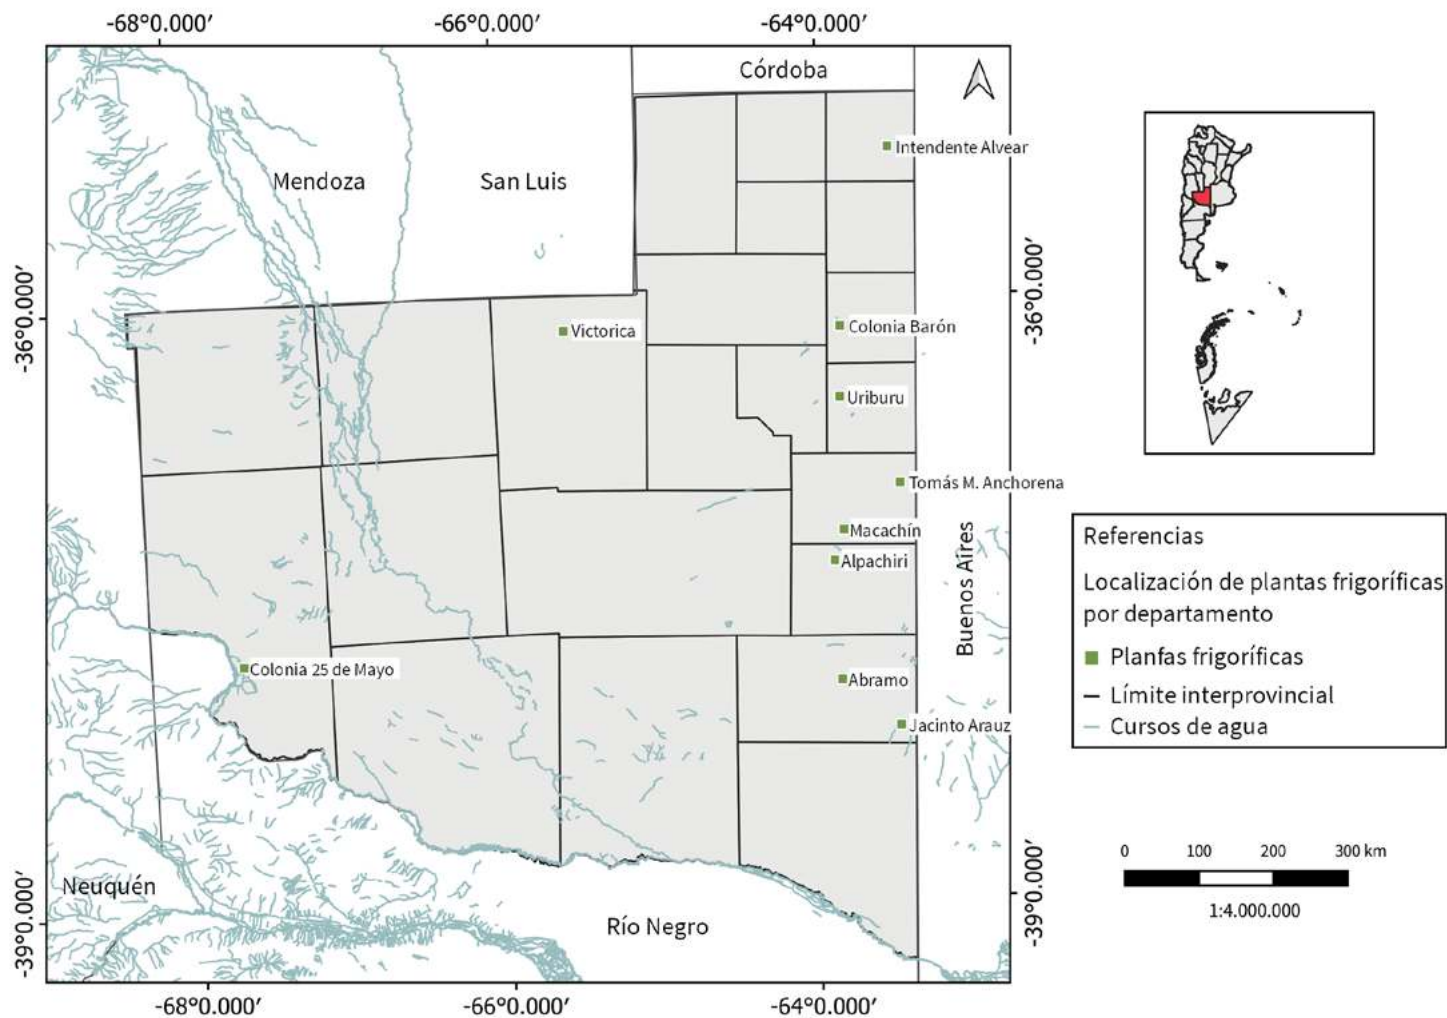 -68°0.000′
-66°0.000′
-64°0.000′
Córdoba
Intendente Alvear
Mendoza
San Luis
-36°0.000′
-36°0.000′
Victorica
Colonia Barón
Uriburu
Tomás M. Anchorena
Macachín
Alpachiri
Buenos Aires
Colonia 25 de Mayo
Abramo
Jacinto Arauz
Neuquén
Río Negro
-39°0.000′
-39°0.000′
-68°0.000′
-66°0.000′
-64°0.000′
Referencias
Localización de plantas frigoríficas
por departamento
Planfas frigoríficas
Límite interprovincial
Cursos de agua
0 100 200 300 km
1:4.000.000